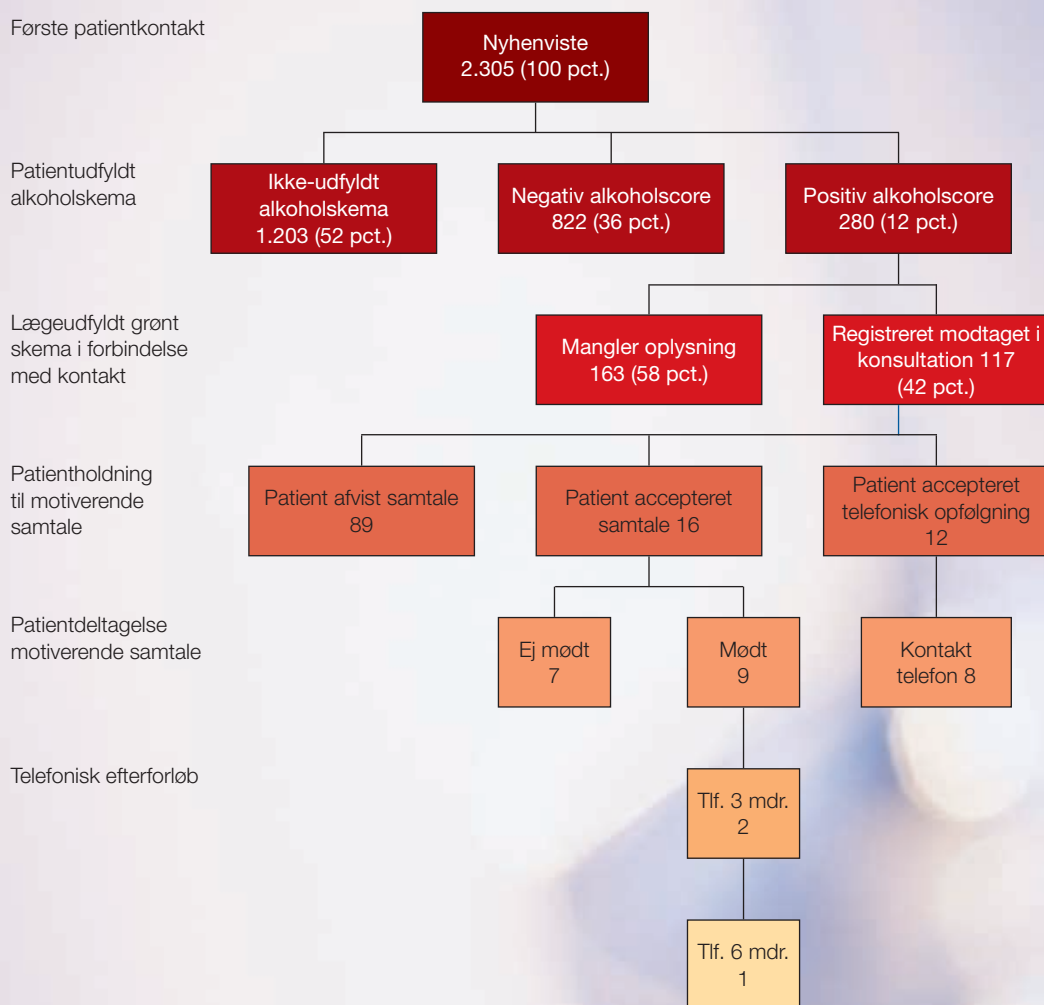 Første patientkontakt
Nyhenviste
2.305 (100 pct.)
Patientudfyldt
alkoholskema
Ikke-udfyldt
alkoholskema
1.203 (52 pct.)
Negativ alkoholscore
822 (36 pct.)
Positiv alkoholscore
280 (12 pct.)
Lægeudfyldt grønt
skema i forbindelse
med kontakt
Mangler oplysning
163 (58 pct.)
Registreret modtaget i
konsultation 117
(42 pct.)
Patientholdning
til motiverende
samtale
Patient afvist samtale
89
Patient accepteret
samtale 16
Patient accepteret
telefonisk opfølgning
12
Patientdeltagelse
motiverende samtale
Ej mødt
7
Mødt
9
Kontakt
telefon 8
Telefonisk efterforløb
Tlf. 3 mdr.
2
Tlf. 6 mdr.
1